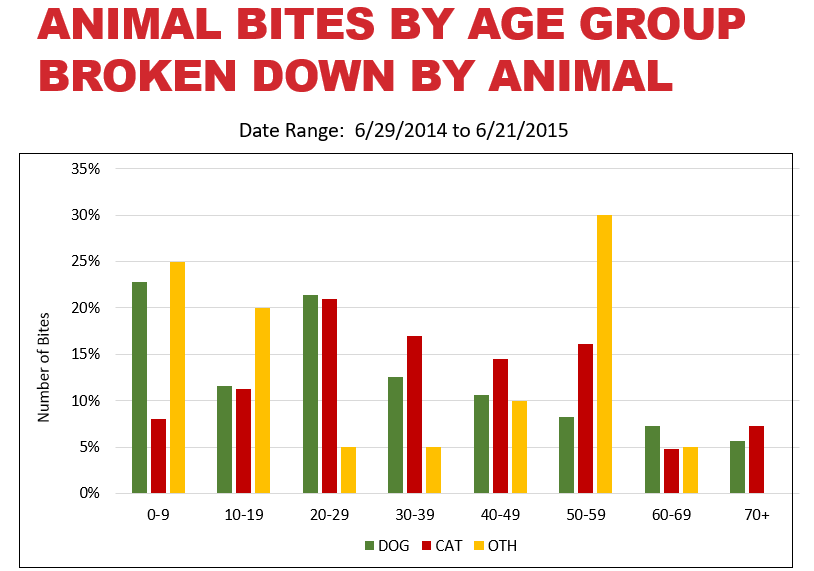 ANIMAL BITES BY AGE GROUP
BROKEN DOWN BY ANIMAL
Date Range:  6/29/2014 to 6/21/2015
35%
30%
25%
20%
15%
10%
5%
0%
Number of Bites
0-9 10-19 20-29 30-39 40-49 50-59 60-69 70+
DOG CAT OTH